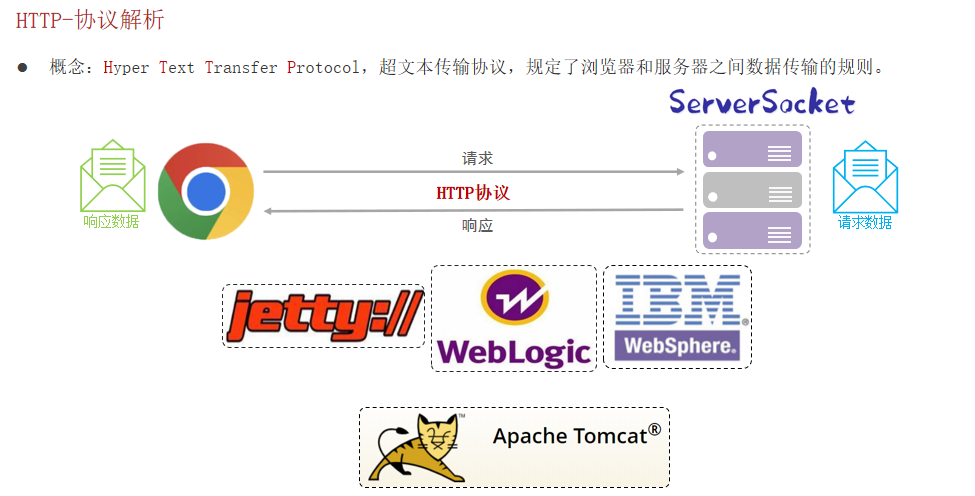 HTTP-协议解析
● 概念：Hyper Text Transfer Protocol，超文本传输协议，规定了浏览器和服务器之间数据传输的规则。
ServerSocket
请求
HTTP协议
响应
响应数据
请求数据
jetty://
WebLogic
IBM®
WebSphere.
TM
Apache Tomcat®